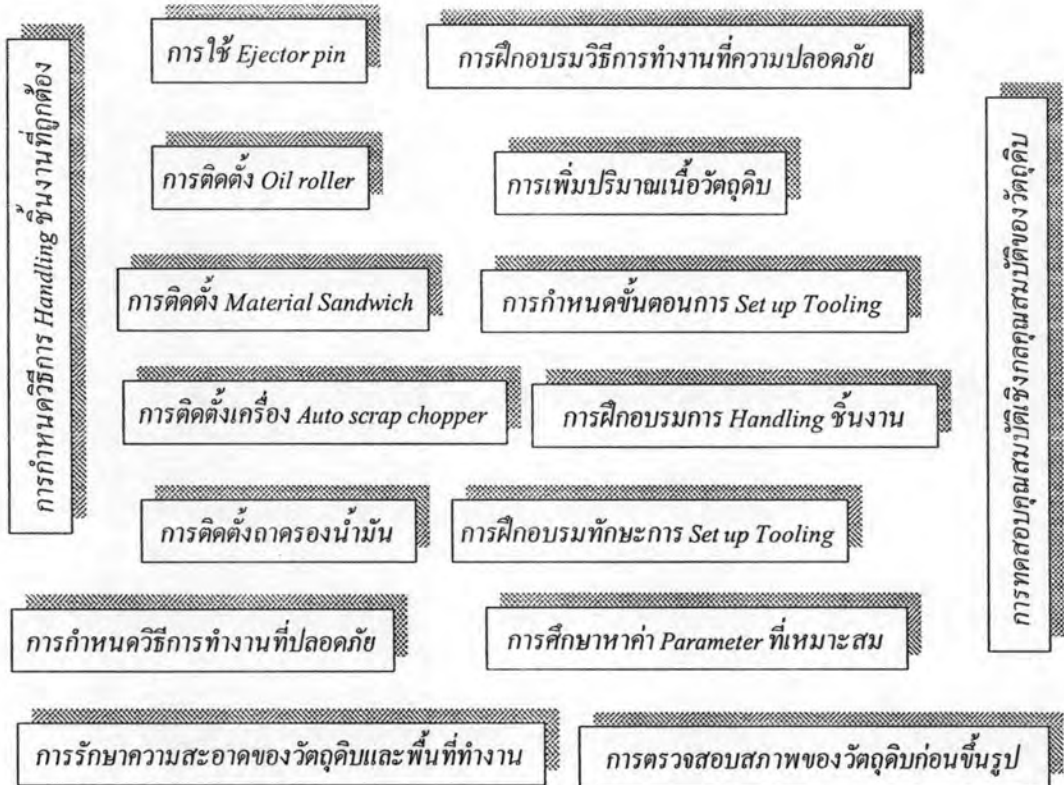 การกำหนดวิธีการ Handling ชิ้นงานที่ถูกต้อง
การใช้ Ejector pin
การฝึกอบรมวิธีการทำงานที่ความปลอดภัย
การติดตั้ง Oil roller
การเพิ่มปริมาณเนื้อวัตถุดิบ
การติดตั้ง Material Sandwich
การกำหนดขั้นตอนการ Set up Tooling
การติดตั้งเครื่อง Auto scrap chopper
การฝึกอบรมการ Handling ชิ้นงาน
การติดตั้งถาดรองน้ำมัน
การฝึกอบรมทักษะการ Set up Tooling
การกำหนดวิธีการทำงานที่ปลอดภัย
การศึกษาหาค่า Parameter ที่เหมาะสม
การรักษาความสะอาดของวัตถุดิบและพื้นที่ทำงาน
การตรวจสอบสภาพของวัตถุดิบก่อนขึ้นรูป
การทดสอบคุณสมบัติเชิงกลคุณสมบัติของวัตถุดิบ